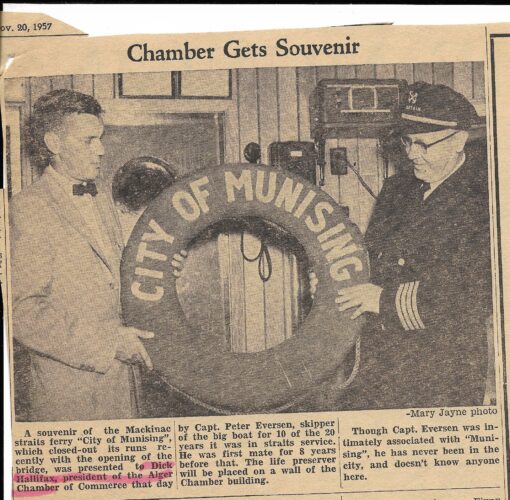 ov. 20, 1957
Chamber Gets Souvenir
CITY OF MUNISING
-Mary Jayne photo
A souvenir of the Mackinac
straits ferry "City of Munising",
which closed-out its runs re-
cently with the opening of the
bridge, was presented to Dick
Hallifax, president of the Alger
Chamber of Commerce that day
by Capt. Peter Eversen, skipper
of the big boat for 10 of the 20
years it was in straits service.
He was first mate for 8 years
before that. The life preserver
will be placed on a wall of the
Chamber building.
Though Capt. Eversen was in-
timately associated with "Muni-
sing", he has never been in the
city, and doesn't know anyone
here.